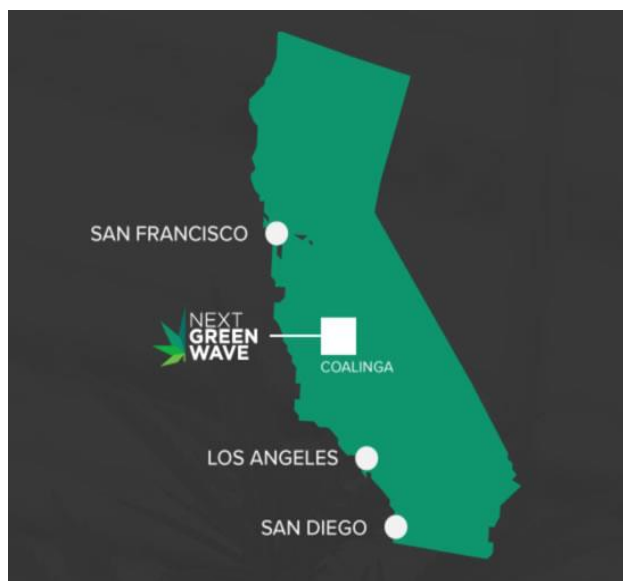 SAN FRANCISCO
NEXT
GREEN
WAVE
COALINGA
LOS ANGELES
SAN DIEGO